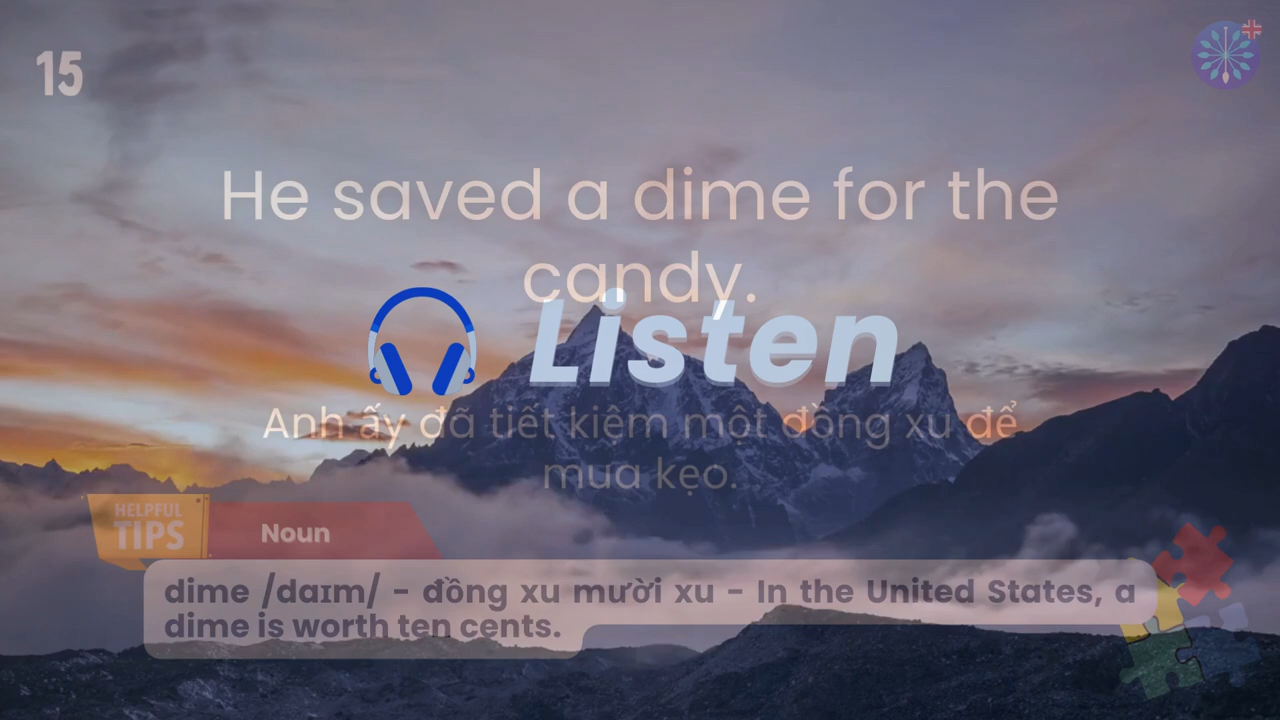 15
He saved a dime for the
candy.
Listen
Anh ấy đã tiết kiệm một đồng xu để
mua kẹo.
HELPFUL
TIPS
Noun
dime /daɪm/ - đồng xu mười xu - In the United States, a
dime is worth ten cents.